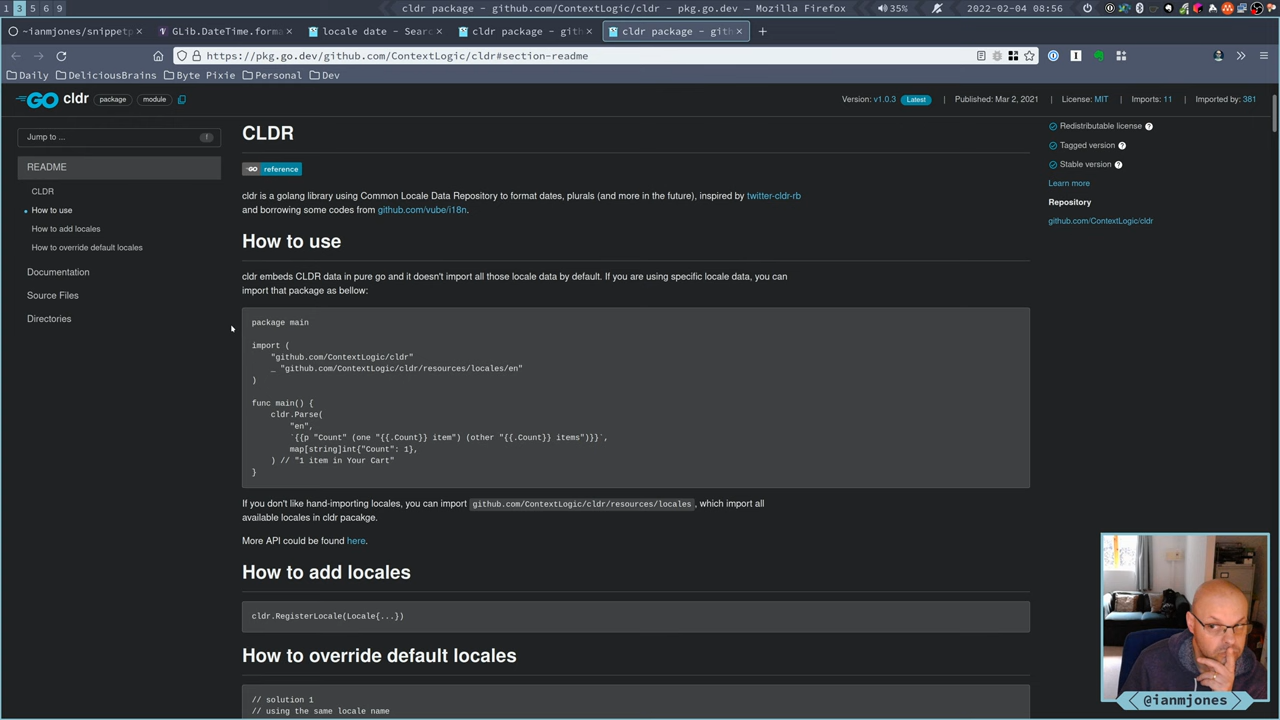 1 3 5 6 9
cldr package - github.com/ContextLogic/cldr - pkg.go.dev — Mozilla Firefox
35%
2022-02-04 08:56
~ianmjones/snippetp
GLib.DateTime.forma
locale date - Searc
cldr package - gith
cldr package - gith
https://pkg.go.dev/github.com/ContextLogic/cldr#section-readme
Daily
DeliciousBrains
Byte Pixie
Personal
Dev
GO cldr package module
Version: v1.0.3 Latest | Published: Mar 2, 2021 | License: MIT | Imports: 11 | Imported by: 381
Jump to ... f
README
CLDR
How to use
How to add locales
How to override default locales
Documentation
Source Files
Directories
CLDR
GO reference
cldr is a golang library using Common Locale Data Repository to format dates, plurals (and more in the future), inspired by twitter-cldr-rb
and borrowing some codes from github.com/vube/i18n.
How to use
cldr embeds CLDR data in pure go and it doesn't import all those locale data by default. If you are using specific locale data, you can
import that package as bellow:
package main
import (
"github.com/ContextLogic/cldr"
_ "github.com/ContextLogic/cldr/resources/locales/en"
)
func main() {
cldr.Parse(
"en",
`{{p "Count" (one "{{.Count}} item") (other "{{.Count}} items")}}`,
map[string]int{"Count": 1},
) // "1 item in Your Cart"
}
If you don't like hand-importing locales, you can import github.com/ContextLogic/cldr/resources/locales, which import all
available locales in cldr pacakge.
More API could be found here.
How to add locales
cldr.RegisterLocale(Locale{...})
How to override default locales
// solution 1
// using the same locale name
Redistributable license
Tagged version
Stable version
Learn more
Repository
github.com/ContextLogic/cldr
@ianmjones